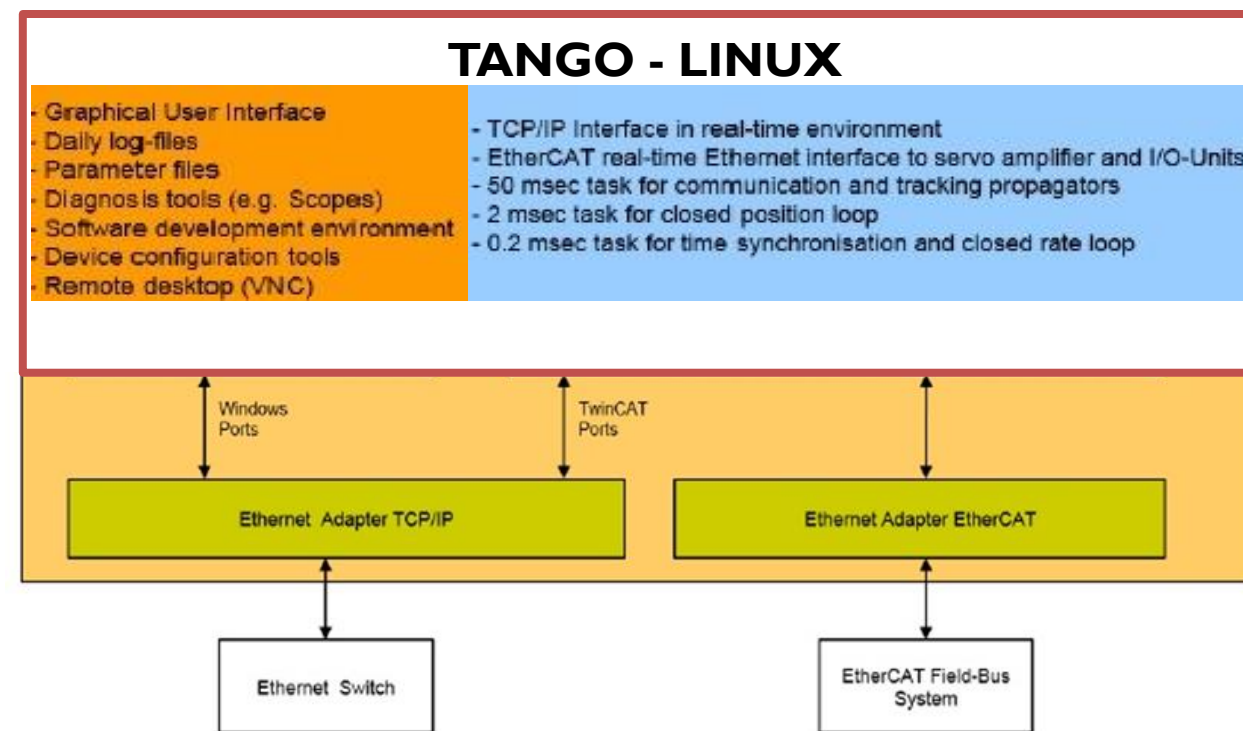 TANGO - LINUX
- Graphical User Interface
- Daily log-files
- Parameter files
- Diagnosis tools (e.g. Scopes)
- Software development environment
- Device configuration tools
- Remote desktop (VNC)
- TCP/IP Interface in real-time environment
- EtherCAT real-time Ethernet interface to servo amplifier and I/O-Units
- 50 msec task for communication and tracking propagators
- 2 msec task for closed position loop
- 0.2 msec task for time synchronisation and closed rate loop
Windows
Ports
TwinCAT
Ports
Ethernet Adapter TCP/IP
Ethernet Adapter EtherCAT
Ethernet Switch
EtherCAT Field-Bus
System